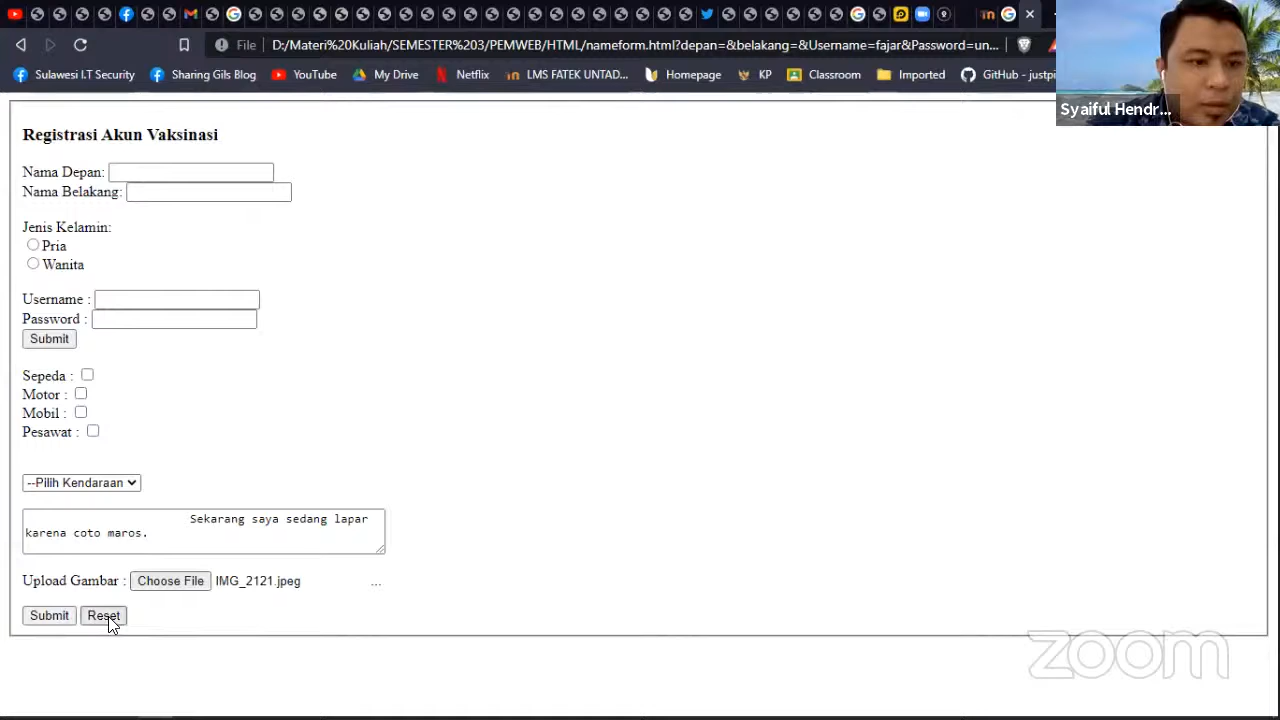 File D:/Materi%20Kuliah/SEMESTER%203/PEMWEB/HTML/nameform.html?depan=&belakang=&Username=fajar&Password=un...
Sulawesi I.T Security Sharing Gils Blog YouTube My Drive Netflix LMS FATEK UNTAD... Homepage KP Classroom Imported GitHub - justpi
Syaiful Hendr...
Registrasi Akun Vaksinasi
Nama Depan:
Nama Belakang:
Jenis Kelamin:
Pria
Wanita
Username :
Password :
Submit
Sepeda :
Motor :
Mobil :
Pesawat :
--Pilih Kendaraan
Sekarang saya sedang lapar
karena coto maros.
Upload Gambar : Choose File IMG_2121.jpeg ...
Submit Reset
zoom